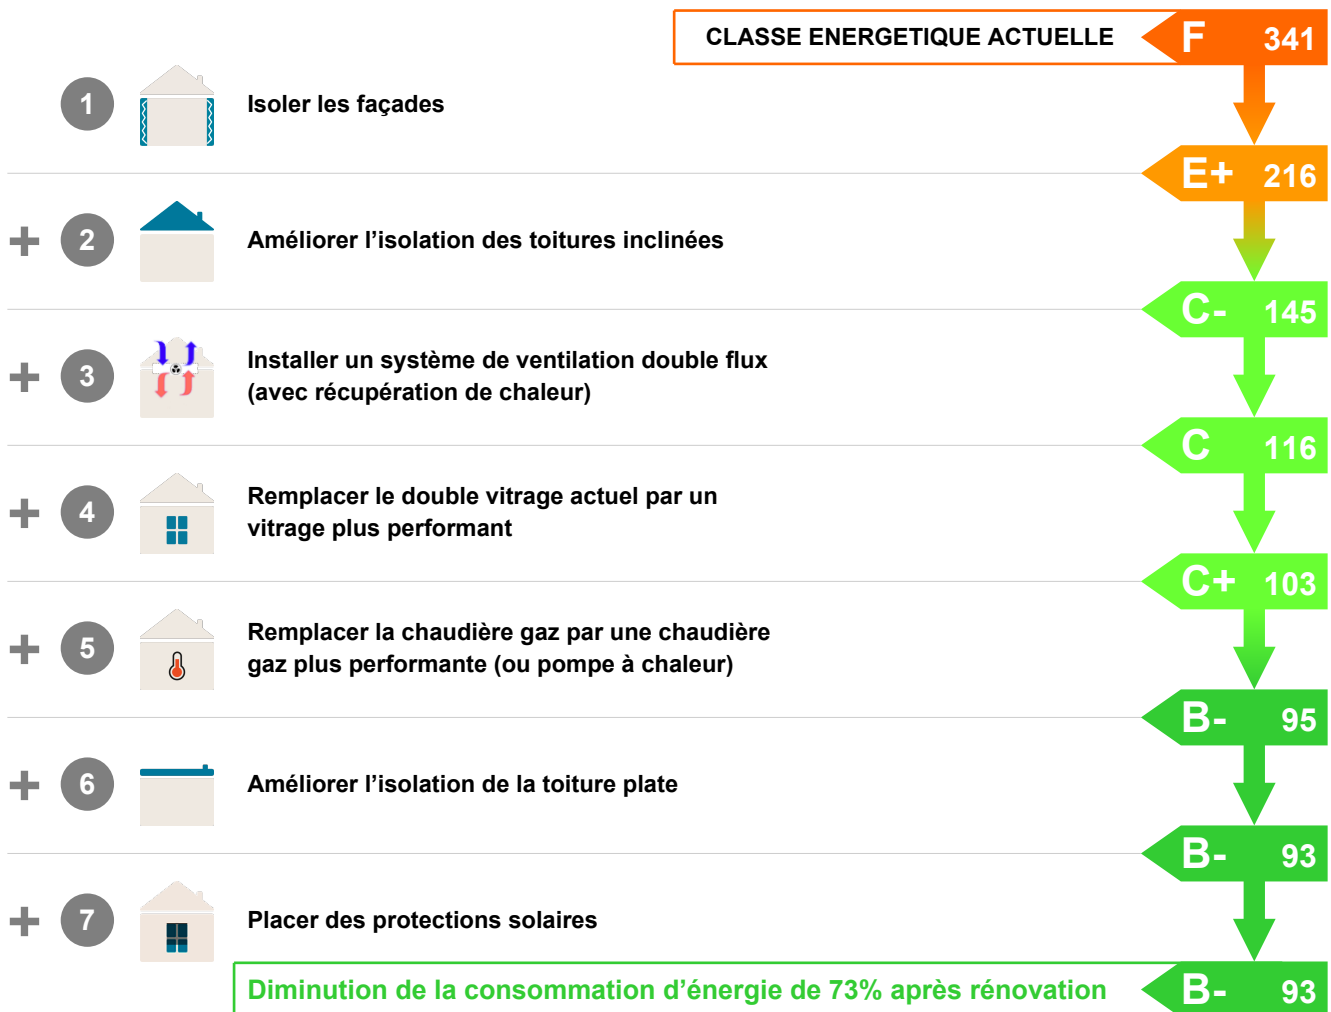 CLASSE ENERGETIQUE ACTUELLE F 341
1 Isoler les façades
E+ 216
+ 2 Améliorer l’isolation des toitures inclinées
C- 145
+ 3 Installer un système de ventilation double flux
(avec récupération de chaleur)
C 116
+ 4 Remplacer le double vitrage actuel par un
vitrage plus performant
C+ 103
+ 5 Remplacer la chaudière gaz par une chaudière
gaz plus performante (ou pompe à chaleur)
B- 95
+ 6 Améliorer l’isolation de la toiture plate
B- 93
+ 7 Placer des protections solaires
Diminution de la consommation d’énergie de 73% après rénovation B- 93